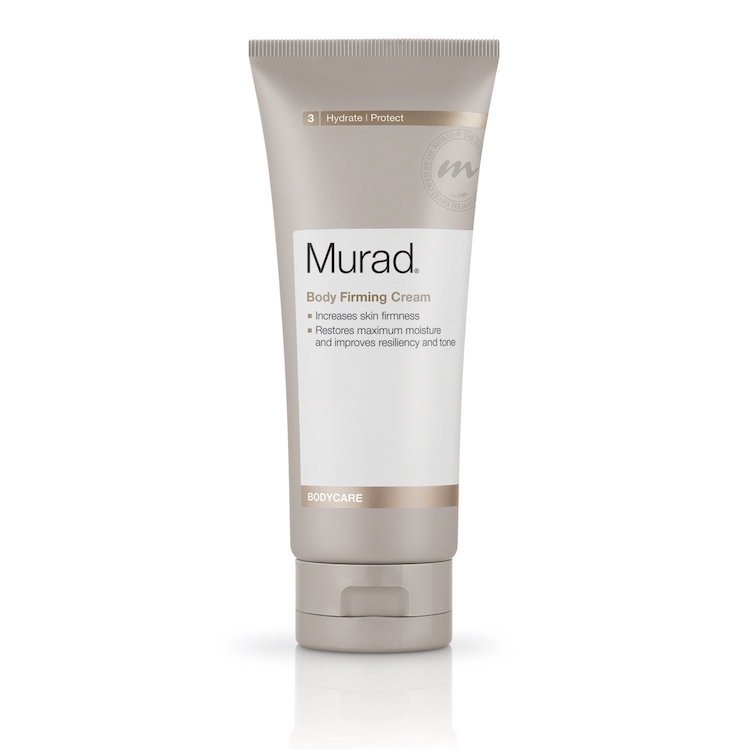 3 | Hydrate | Protect
m
Murad®
Body Firming Cream
▪ Increases skin firmness
▪ Restores maximum moisture
and improves resiliency and tone
BODYCARE